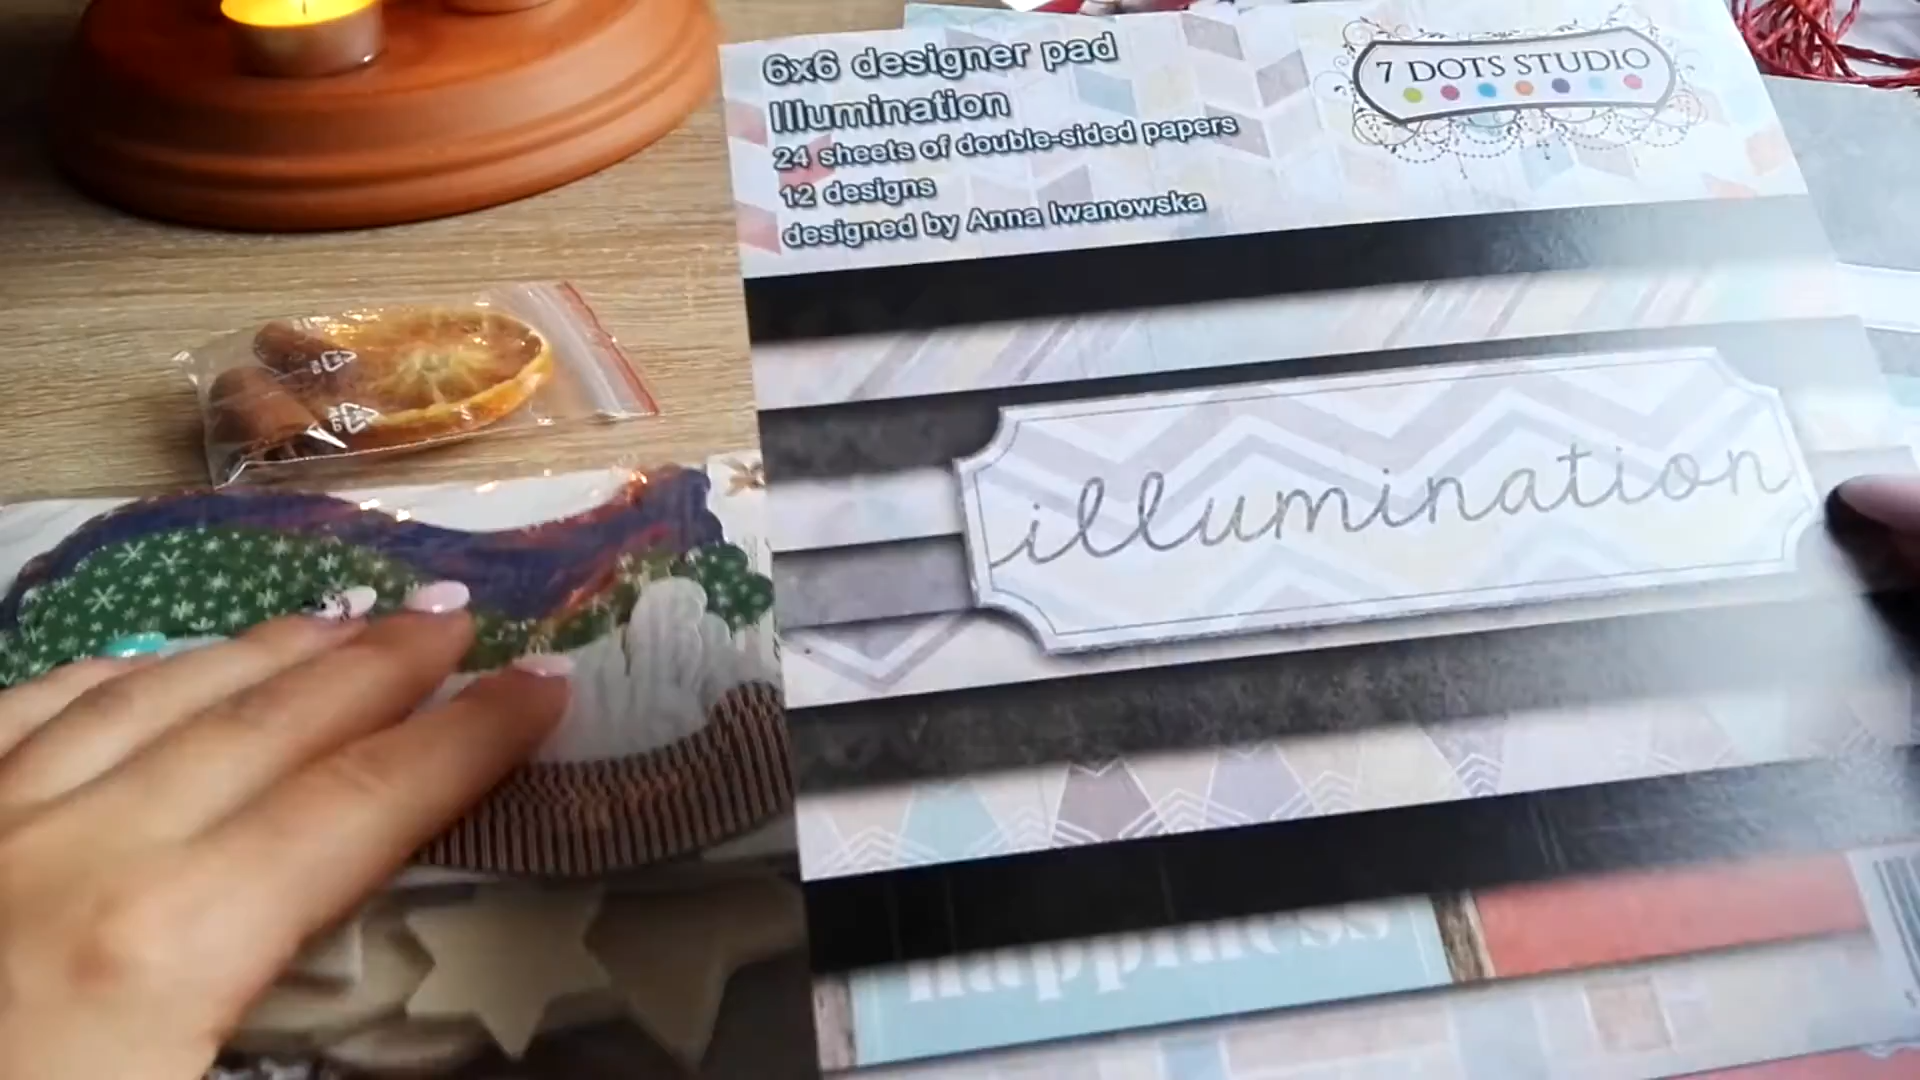 6x6 designer pad
Illumination
24 sheets of double-sided papers
12 designs
designed by Anna Iwanowska
7 DOTS STUDIO
illumination
happiness